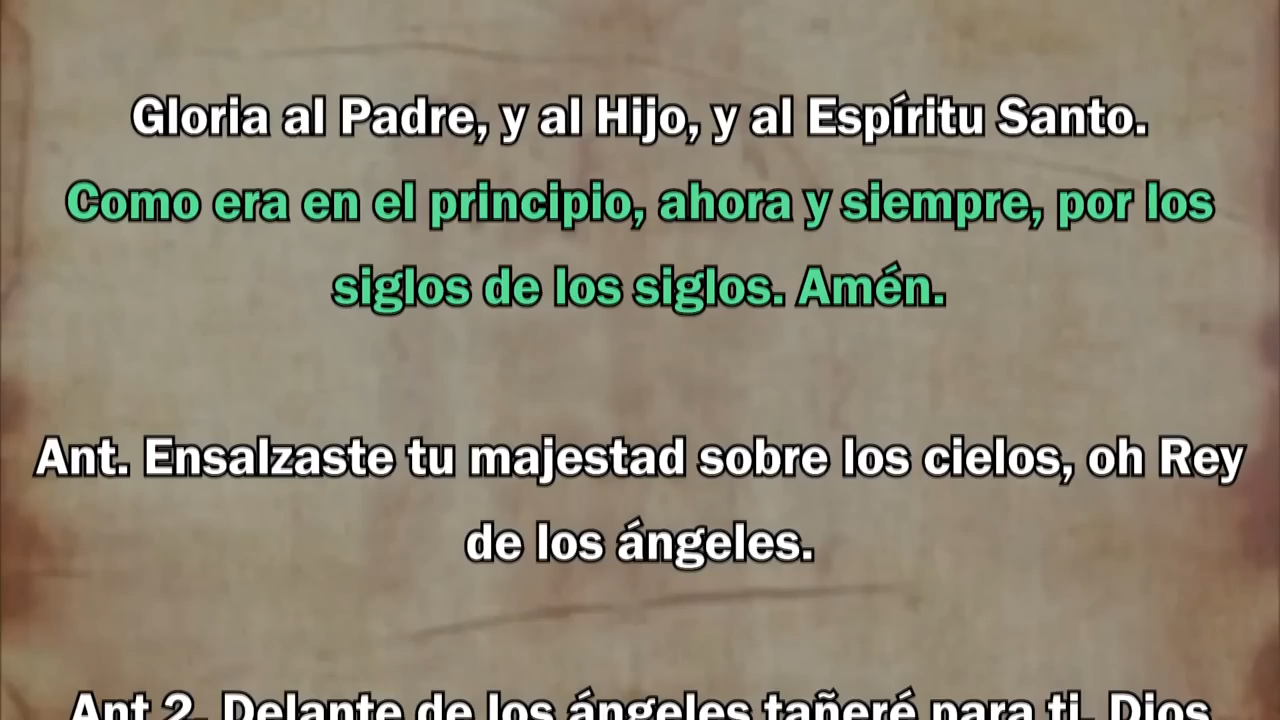 Gloria al Padre, y al Hijo, y al Espíritu Santo.
Como era en el principio, ahora y siempre, por los
siglos de los siglos. Amén.
Ant. Ensalzaste tu majestad sobre los cielos, oh Rey
de los ángeles.
Ant 2. Delante de los ángeles tañeré para ti, Dios